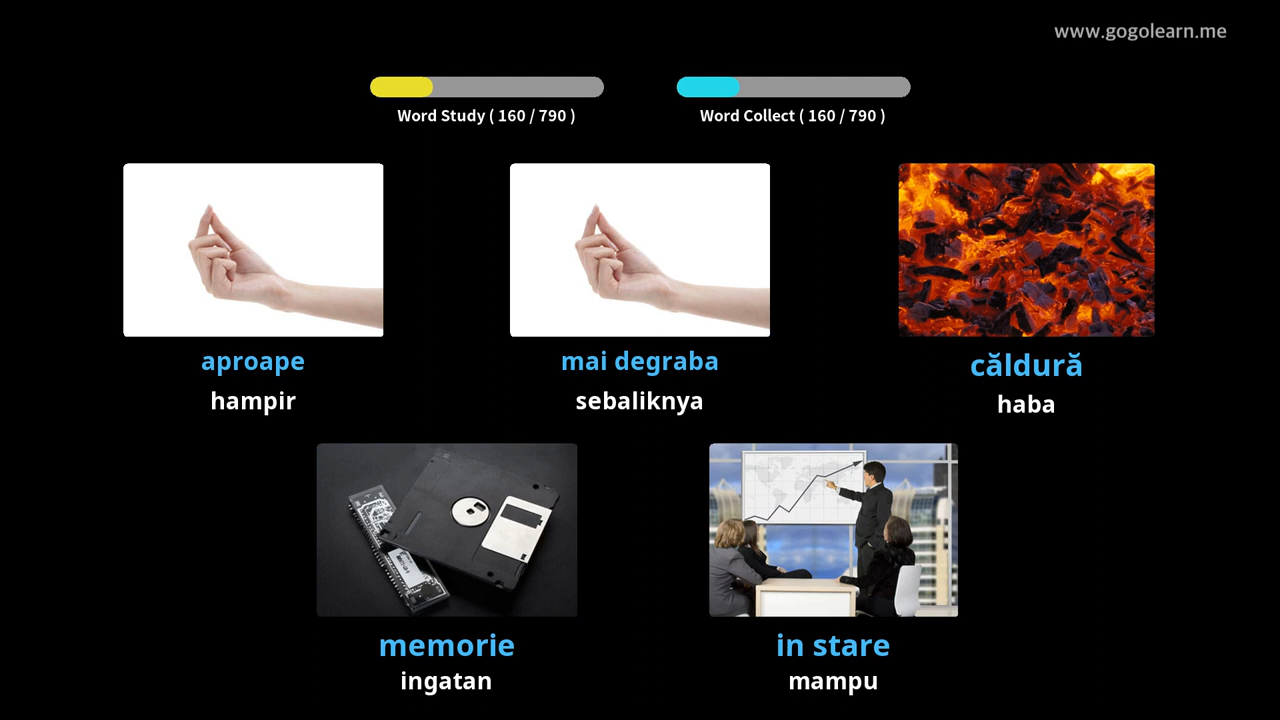 www.gogolearn.me
Word Study ( 160 / 790 )
Word Collect ( 160 / 790 )
aproape
hampir
mai degraba
sebaliknya
căldură
haba
memorie
ingatan
in stare
mampu